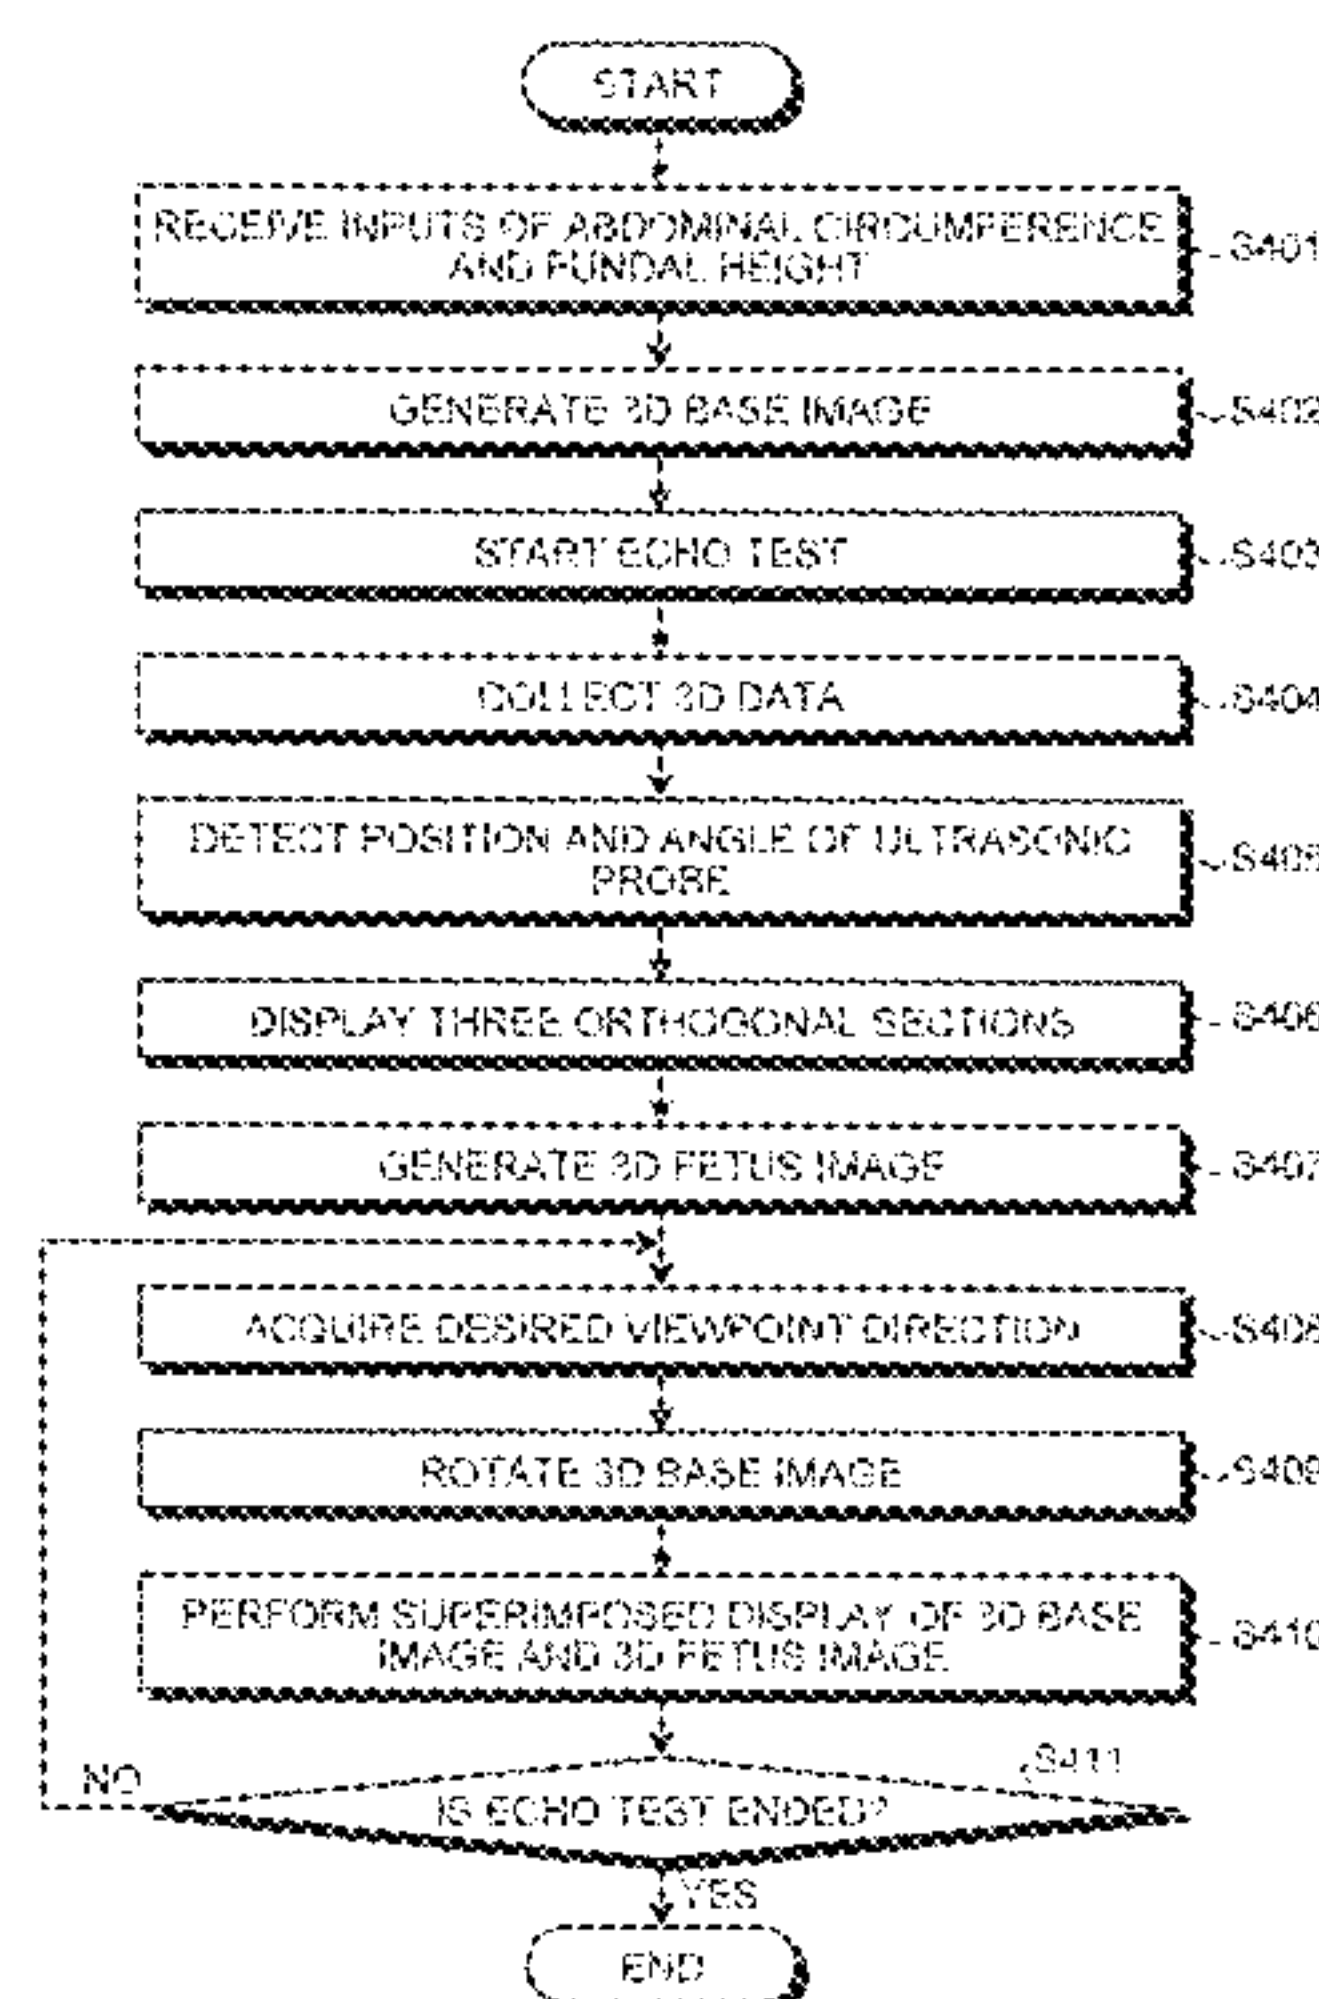 START
RECEIVE INPUTS OF ABDOMINAL CIRCUMFERENCE
AND FUNDAL HEIGHT
S401
GENERATE 3D BASE IMAGE
S402
START ECHO TEST
S403
COLLECT 3D DATA
S404
DETECT POSITION AND ANGLE OF ULTRASONIC
PROBE
S405
DISPLAY THREE ORTHOGONAL SECTIONS
S406
GENERATE 3D FETUS IMAGE
S407
ACQUIRE DESIRED VIEWPOINT DIRECTION
S408
ROTATE 3D BASE IMAGE
S409
PERFORM SUPERIMPOSED DISPLAY OF 3D BASE
IMAGE AND 3D FETUS IMAGE
S410
S411
NO
IS ECHO TEST ENDED?
YES
END